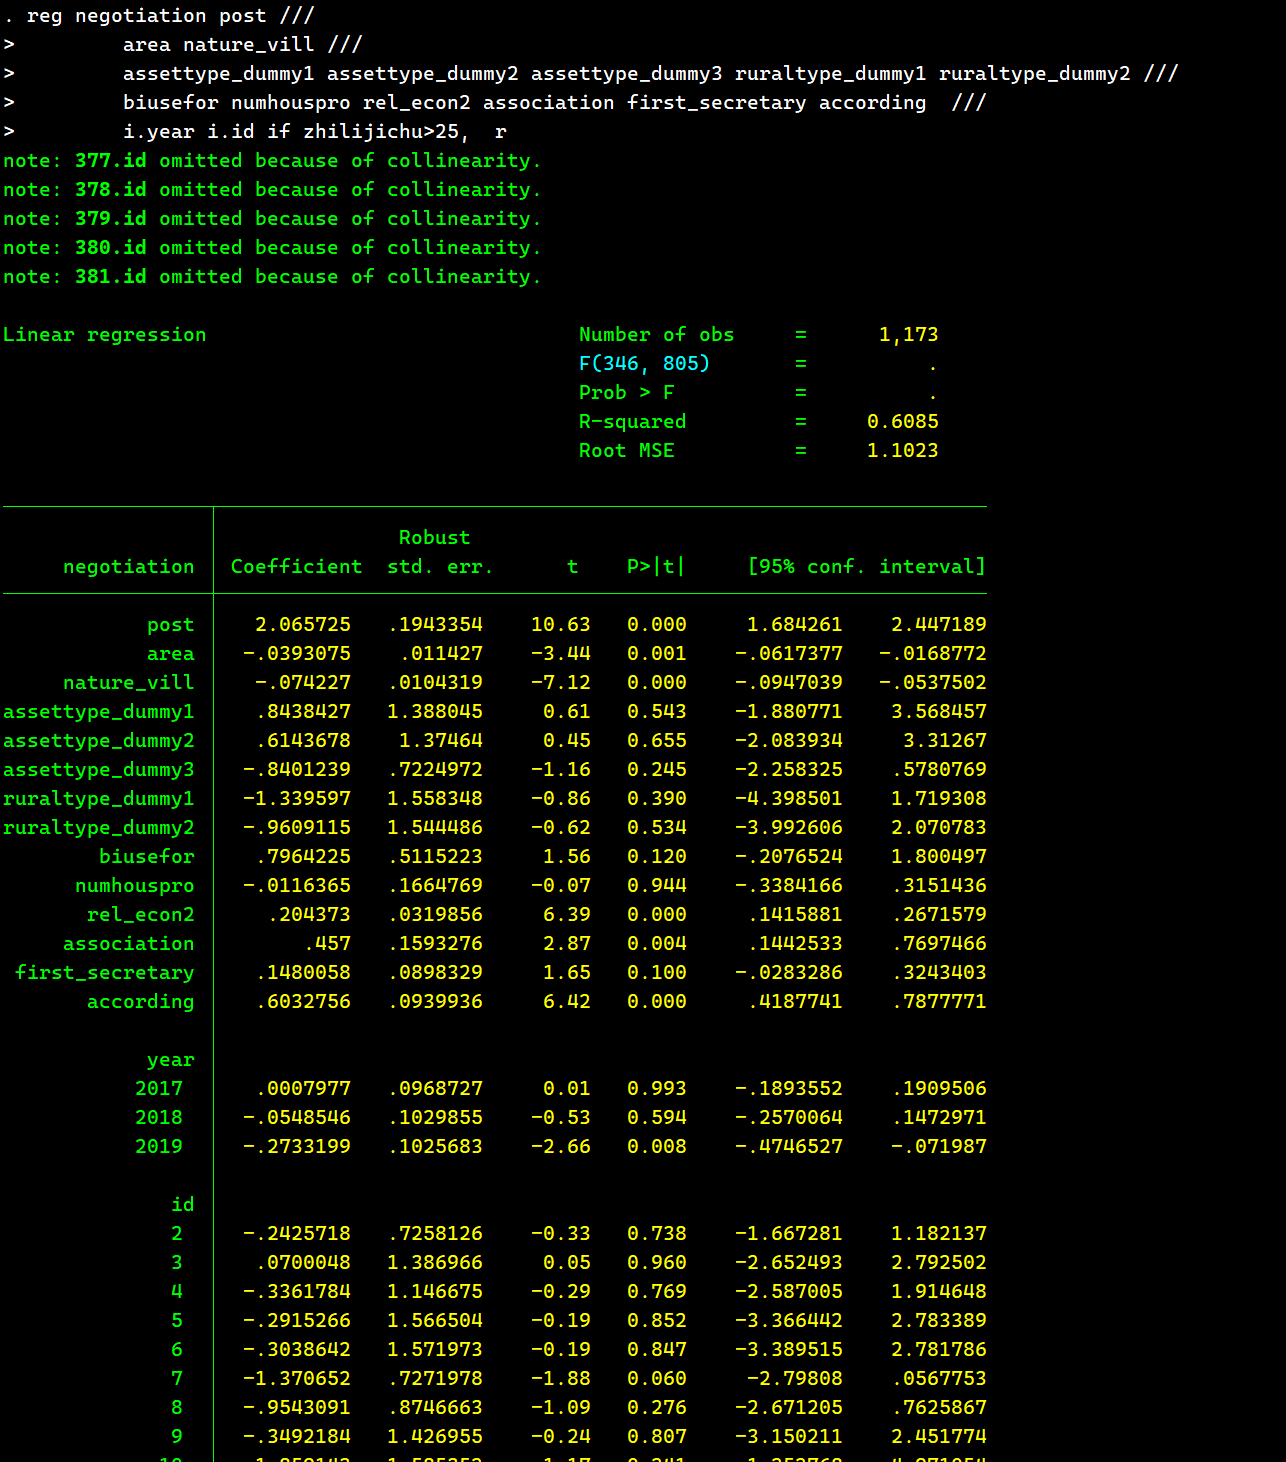 . reg negotiation post ///
> area nature_vill ///
> assettype_dummy1 assettype_dummy2 assettype_dummy3 ruraltype_dummy1 ruraltype_dummy2 ///
> biusefor numhouspro rel_econ2 association first_secretary according ///
> i.year i.id if zhilijichu>25, r
note: 377.id omitted because of collinearity.
note: 378.id omitted because of collinearity.
note: 379.id omitted because of collinearity.
note: 380.id omitted because of collinearity.
note: 381.id omitted because of collinearity.
Linear regression Number of obs = 1,173
F(346, 805) = .
Prob > F = .
R-squared = 0.6085
Root MSE = 1.1023
Robust
negotiation Coefficient std. err. t P>|t| [95% conf. interval]
post 2.065725 .1943354 10.63 0.000 1.684261 2.447189
area -.0393075 .011427 -3.44 0.001 -.0617377 -.0168772
nature_vill -.074227 .0104319 -7.12 0.000 -.0947039 -.0537502
assettype_dummy1 .8438427 1.388045 0.61 0.543 -1.880771 3.568457
assettype_dummy2 .6143678 1.37464 0.45 0.655 -2.083934 3.31267
assettype_dummy3 -.8401239 .7224972 -1.16 0.245 -2.258325 .5780769
ruraltype_dummy1 -1.339597 1.558348 -0.86 0.390 -4.398501 1.719308
ruraltype_dummy2 -.9609115 1.544486 -0.62 0.534 -3.992606 2.070783
biusefor .7964225 .5115223 1.56 0.120 -.2076524 1.800497
numhouspro -.0116365 .1664769 -0.07 0.944 -.3384166 .3151436
rel_econ2 .204373 .0319856 6.39 0.000 .1415881 .2671579
association .457 .1593276 2.87 0.004 .1442533 .7697466
first_secretary .1480058 .0898329 1.65 0.100 -.0283286 .3243403
according .6032756 .0939936 6.42 0.000 .4187741 .7877771
year
2017 .0007977 .0968727 0.01 0.993 -.1893552 .1909506
2018 -.0548546 .1029855 -0.53 0.594 -.2570064 .1472971
2019 -.2733199 .1025683 -2.66 0.008 -.4746527 -.071987
id
2 -.2425718 .7258126 -0.33 0.738 -1.667281 1.182137
3 .0700048 1.386966 0.05 0.960 -2.652493 2.792502
4 -.3361784 1.146675 -0.29 0.769 -2.587005 1.914648
5 -.2915266 1.566504 -0.19 0.852 -3.366442 2.783389
6 -.3038642 1.571973 -0.19 0.847 -3.389515 2.781786
7 -1.370652 .7271978 -1.88 0.060 -2.79808 .0567753
8 -.9543091 .8746663 -1.09 0.276 -2.671205 .7625867
9 -.3492184 1.426955 -0.24 0.807 -3.150211 2.451774